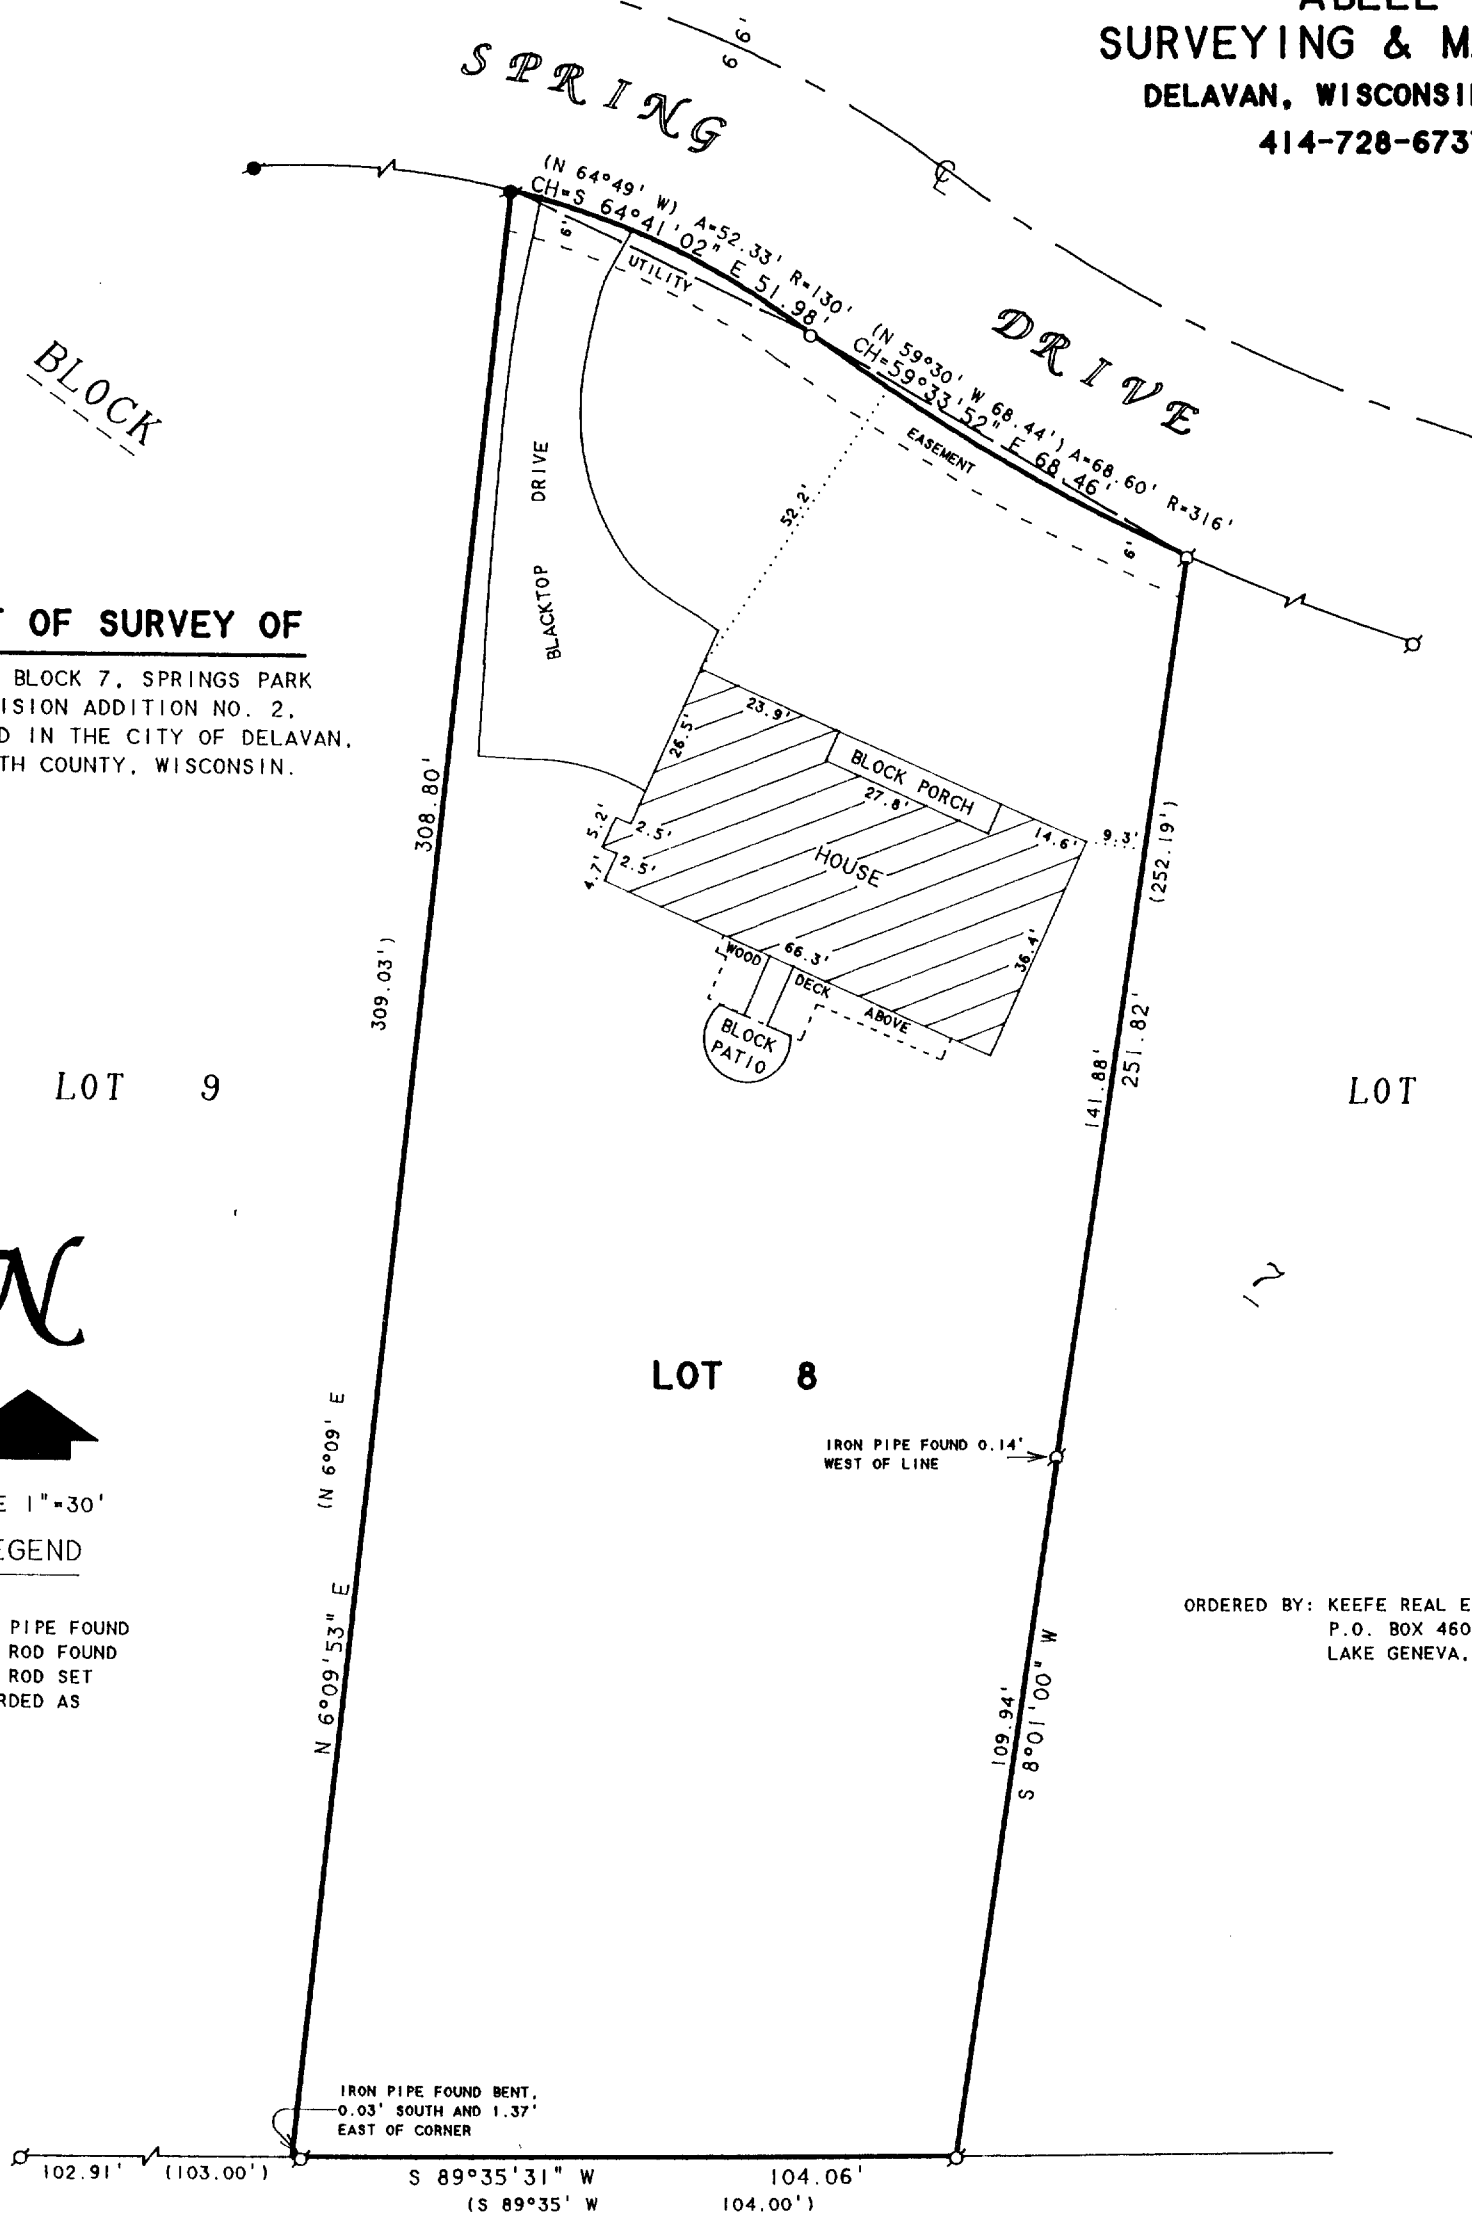 SURVEYING & M
DELAVAN, WISCONSI
414-728-673
66'
SPRING
DRIVE
(N 64°49' W) A=52.33' R=130'
CH=S 64°41'02" E 51.98'
(N 59°30' W 68.44') A=68.60' R=316'
CH=59°33'52" E 68.46'
6'
UTILITY
EASEMENT
6'
BLOCK
BLACKTOP DRIVE
52.2'
OF SURVEY OF
BLOCK 7, SPRINGS PARK
ISION ADDITION NO. 2,
D IN THE CITY OF DELAVAN,
TH COUNTY, WISCONSIN.
23.9'
26.5'
BLOCK PORCH
27.8'
14.6'
9.3'
5.2'
2.5'
4.7'
2.5'
HOUSE
66.3'
36.4'
WOOD DECK ABOVE
BLOCK
PATIO
308.80'
309.03')
(252.19')
251.82'
141.88'
LOT 9
LOT
N
7
LOT 8
IRON PIPE FOUND 0.14'
WEST OF LINE
(N 6°09' E
N 6°09'53" E
E 1"=30'
EGEND
PIPE FOUND
ROD FOUND
ROD SET
RDED AS
ORDERED BY: KEEFE REAL E
P.O. BOX 460
LAKE GENEVA,
109.94'
S 8°01'00" W
IRON PIPE FOUND BENT,
0.03' SOUTH AND 1.37'
EAST OF CORNER
102.91' (103.00')
S 89°35'31" W 104.06'
(S 89°35' W 104.00')